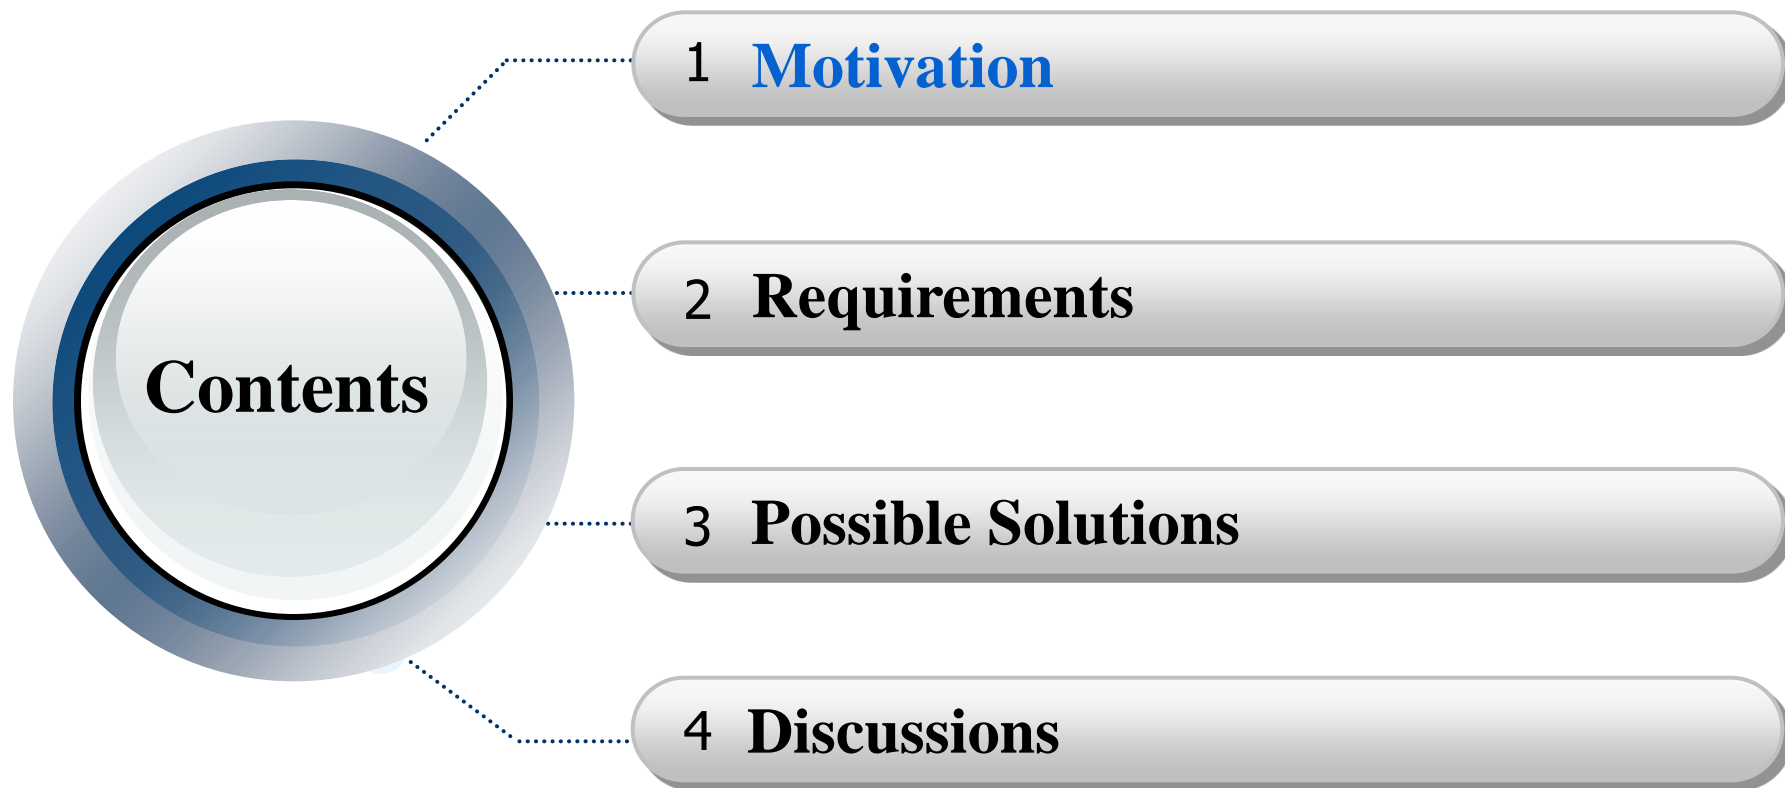 Contents
1 Motivation
2 Requirements
3 Possible Solutions
4 Discussions